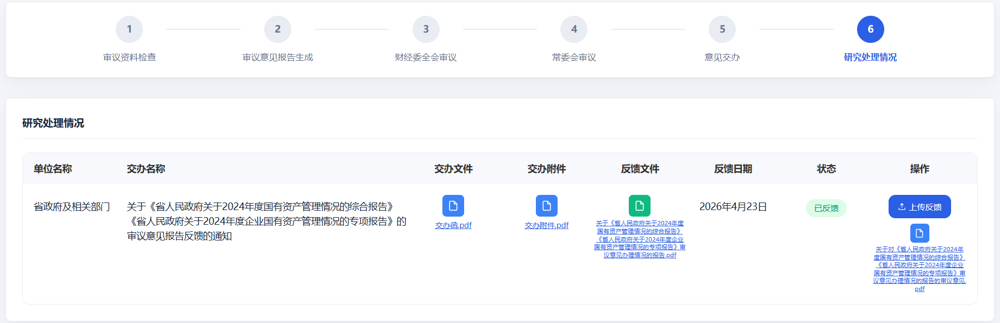 1
2
3
4
5
6
审议资料检查
审议意见报告生成
财经委全会审议
常委会审议
意见交办
研究处理情况
研究处理情况
单位名称
交办名称
交办文件
交办附件
反馈文件
反馈日期
状态
操作
省政府及相关部门
关于《省人民政府关于2024年度国有资产管理情况的综合报告》
《省人民政府关于2024年度企业国有资产管理情况的专项报告》的
审议意见报告反馈的通知
交办函.pdf
交办附件.pdf
关于《省人民政府关于2024年度
国有资产管理情况的综合报告》
《省人民政府关于2024年度企业
国有资产管理情况的专项报告》审
议意见办理情况的报告.pdf
2026年4月23日
已反馈
上传反馈
关于对《省人民政府关于2024年
度国有资产管理情况的综合报告》
《省人民政府关于2024年度企业
国有资产管理情况的专项报告》审
议意见办理情况的报告的审议意见.
pdf